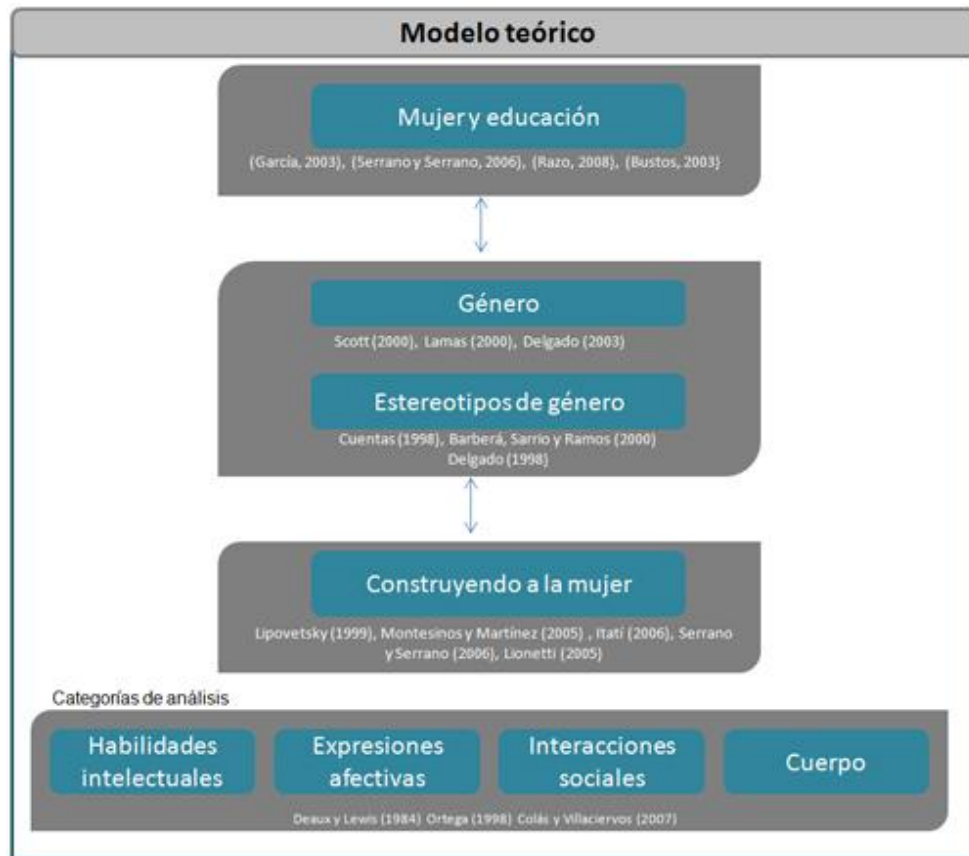 Modelo teórico
Mujer y educación
(García, 2003), (Serrano y Serrano, 2006), (Razo, 2008), (Bustos, 2003)
Género
Scott (2000), Lamas (2000), Delgado (2003)
Estereotipos de género
Cuentas (1998), Barberá, Sarrio y Ramos (2000)
Delgado (1998)
Construyendo a la mujer
Lipovetsky (1999), Montesinos y Martínez (2005) , Itatí (2006), Serrano
y Serrano (2006), Lionetti (2005)
Categorías de análisis
Habilidades
intelectuales
Expresiones
afectivas
Interacciones
sociales
Cuerpo
Deaux y Lewis (1984) Ortega (1998) Colás y Villaciervos (2007)